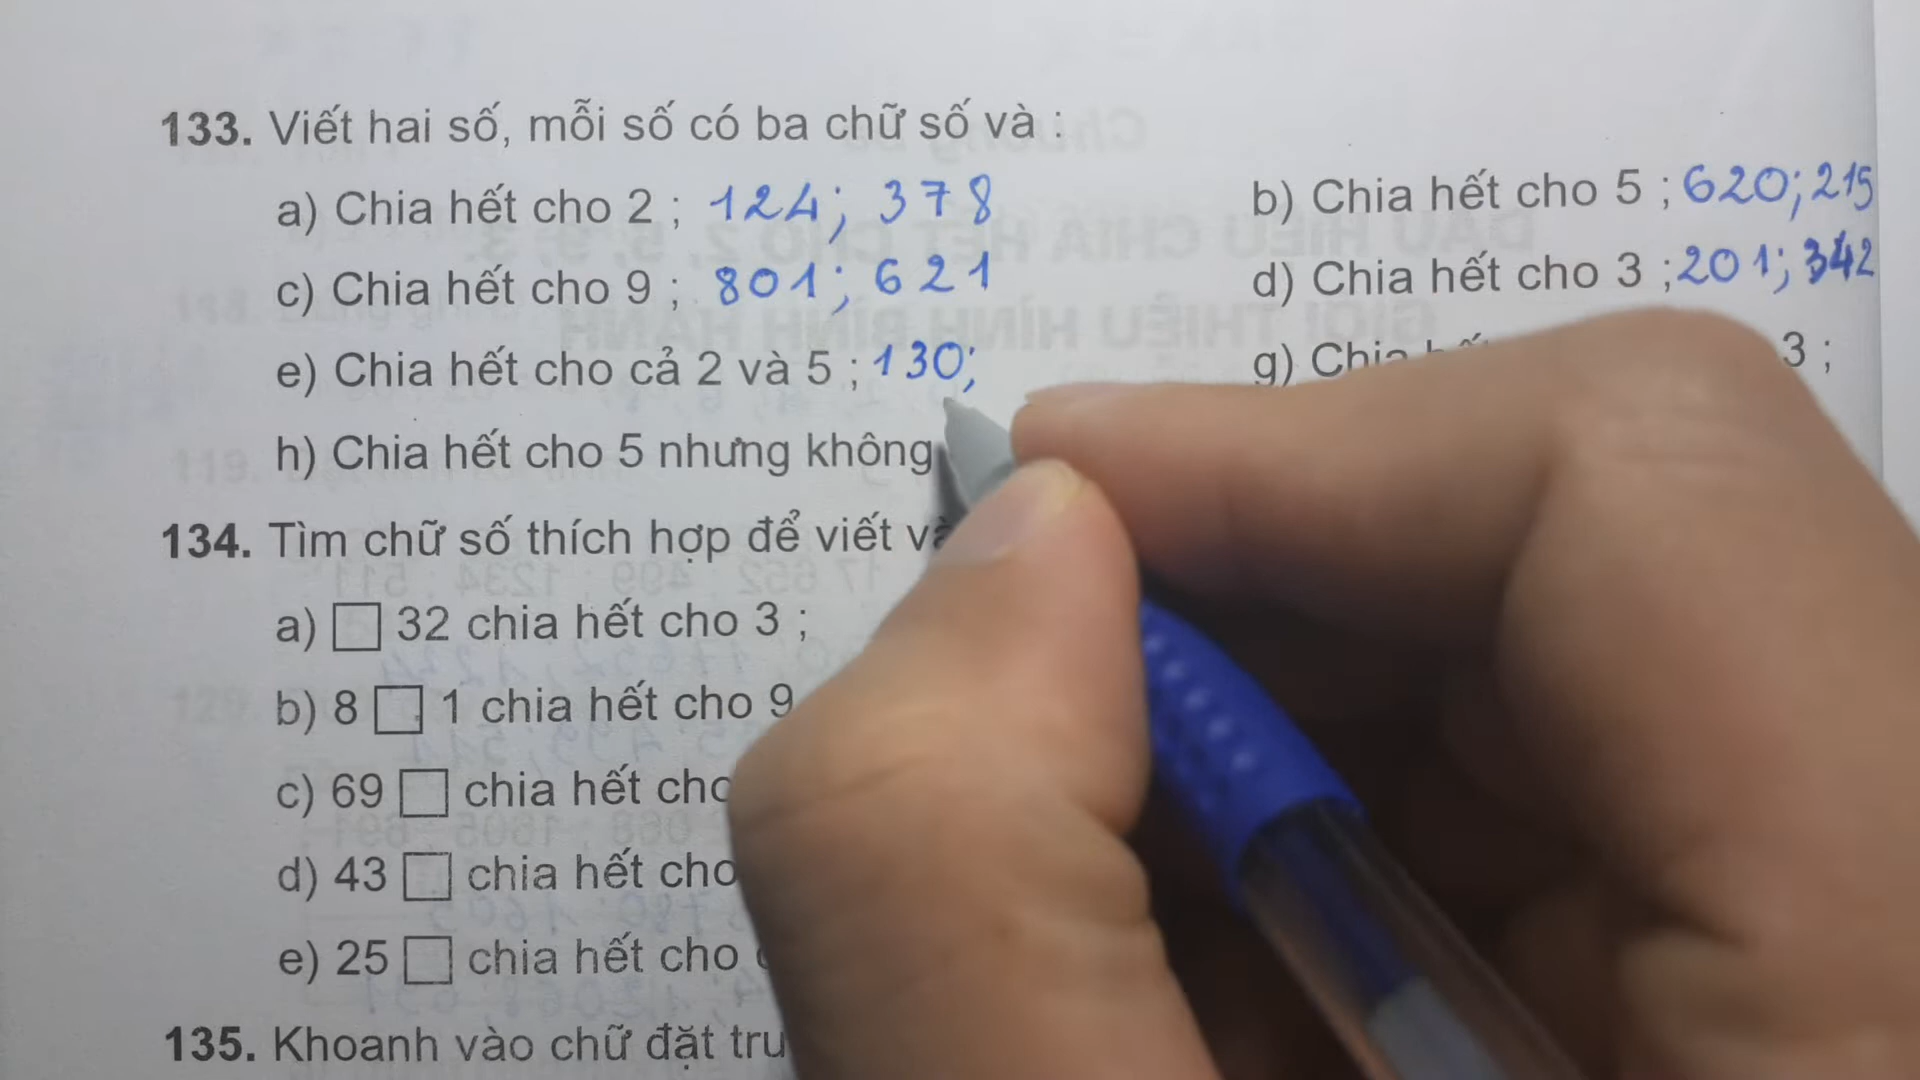 133. Viết hai số, mỗi số có ba chữ số và :
a) Chia hết cho 2 ; 124; 378 b) Chia hết cho 5 ; 620; 215
c) Chia hết cho 9 ; 801; 621 d) Chia hết cho 3 ; 201; 342
e) Chia hết cho cả 2 và 5 ; 130; g) Chia 3 ;
h) Chia hết cho 5 nhưng không
134. Tìm chữ số thích hợp để viết
a) □ 32 chia hết cho 3 ;
b) 8 □ 1 chia hết cho 9
c) 69 □ chia hết cho
d) 43 □ chia hết cho
e) 25 □ chia hết cho
135. Khoanh vào chữ đặt